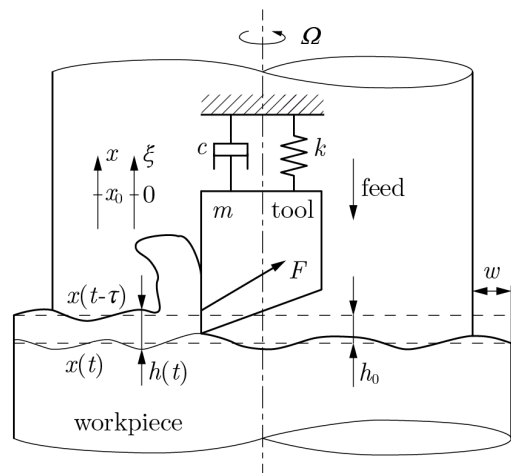 Ω
c
k
x
ξ
x₀
0
feed
m
tool
F
w
x(t-τ)
x(t)
h(t)
h₀
workpiece